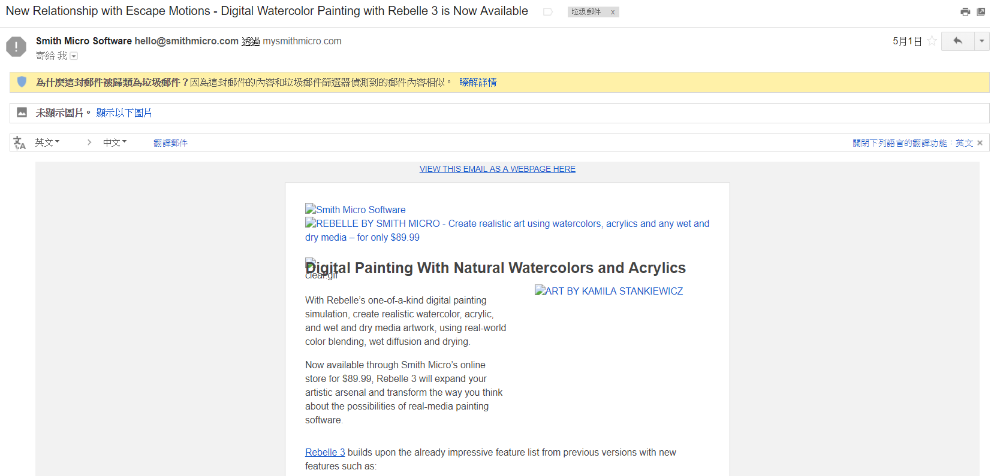 New Relationship with Escape Motions - Digital Watercolor Painting with Rebelle 3 is Now Available 垃圾郵件 x
Smith Micro Software hello@smithmicro.com 透過 mysmithmicro.com 5月1日
寄給 我
為什麼這封郵件被歸類為垃圾郵件？因為這封郵件的內容和垃圾郵件篩選器偵測到的郵件內容相似。 瞭解詳情
未顯示圖片。 顯示以下圖片
英文 > 中文 翻譯郵件 關閉下列語言的翻譯功能：英文 ×
VIEW THIS EMAIL AS A WEBPAGE HERE
Smith Micro Software
REBELLE BY SMITH MICRO - Create realistic art using watercolors, acrylics and any wet and
dry media – for only $89.99
Digital Painting With Natural Watercolors and Acrylics
clear.gif
ART BY KAMILA STANKIEWICZ
With Rebelle’s one-of-a-kind digital painting
simulation, create realistic watercolor, acrylic,
and wet and dry media artwork, using real-world
color blending, wet diffusion and drying.
Now available through Smith Micro’s online
store for $89.99, Rebelle 3 will expand your
artistic arsenal and transform the way you think
about the possibilities of real-media painting
software.
Rebelle 3 builds upon the already impressive feature list from previous versions with new
features such as: